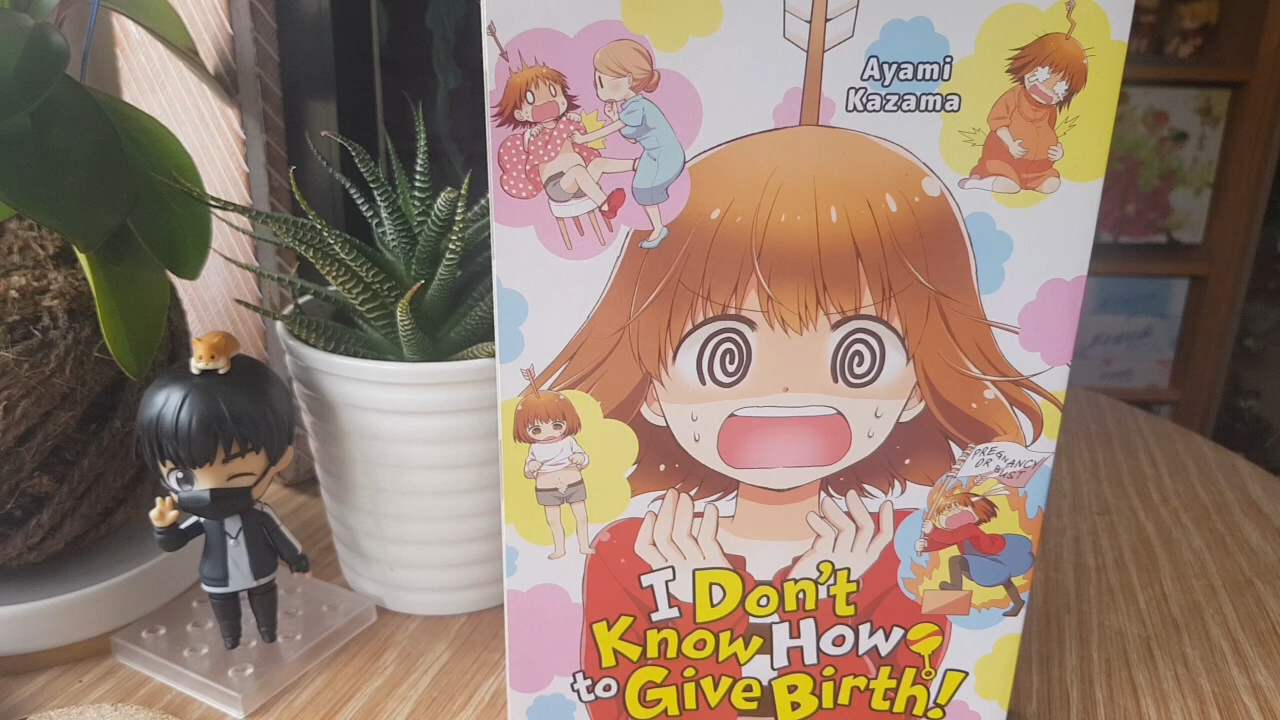 Ayami
Kazama
PREGNANCY
OR BUST
I Don't
Know How
to Give Birth!